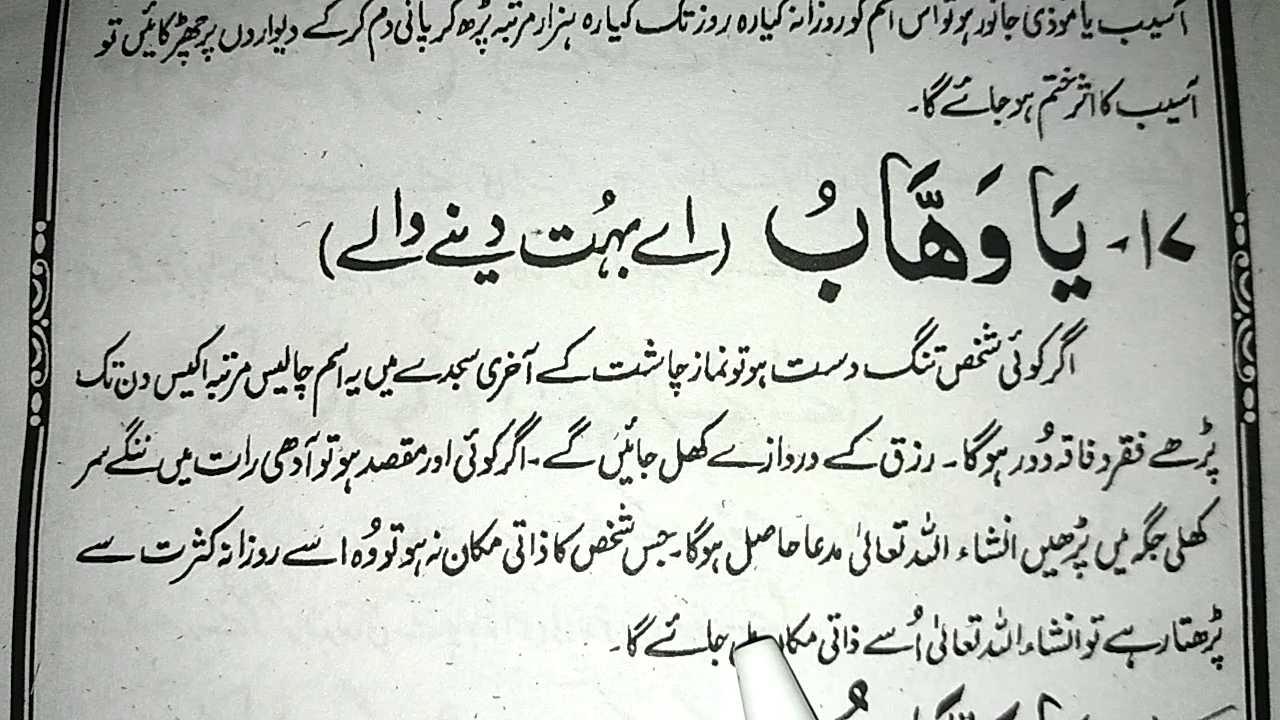 آسیب یا موذی جانور ہو تو اس اسم کو روزانہ گیارہ روز تک گیارہ ہزار مرتبہ پڑھ کر پانی دم کر کے دیواروں پر چھڑکائیں تو
آسیب کا اثر ختم ہو جائے گا۔
۱۷۔ يَا وَهَّابُ (اے بہُت دینے والے)
اگر کوئی شخص تنگ دست ہو تو نماز چاشت کے آخری سجدے میں یہ اسم چالیس مرتبہ اکیس دن تک
پڑھے فقر و فاقہ دُور ہو گا۔ رزق کے دروازے کھل جائیں گے۔ اگر کوئی اور مقصد ہو تو آدھی رات میں ننگے سر
کھلی جگہ میں پڑھیں انشاء اللہ تعالیٰ مدعا حاصل ہو گا۔ جس شخص کا ذاتی مکان نہ ہو تو وُہ اسے روزانہ کثرت سے
پڑھتا رہے تو انشاء اللہ تعالیٰ اُسے ذاتی مکان مل جائے گا۔